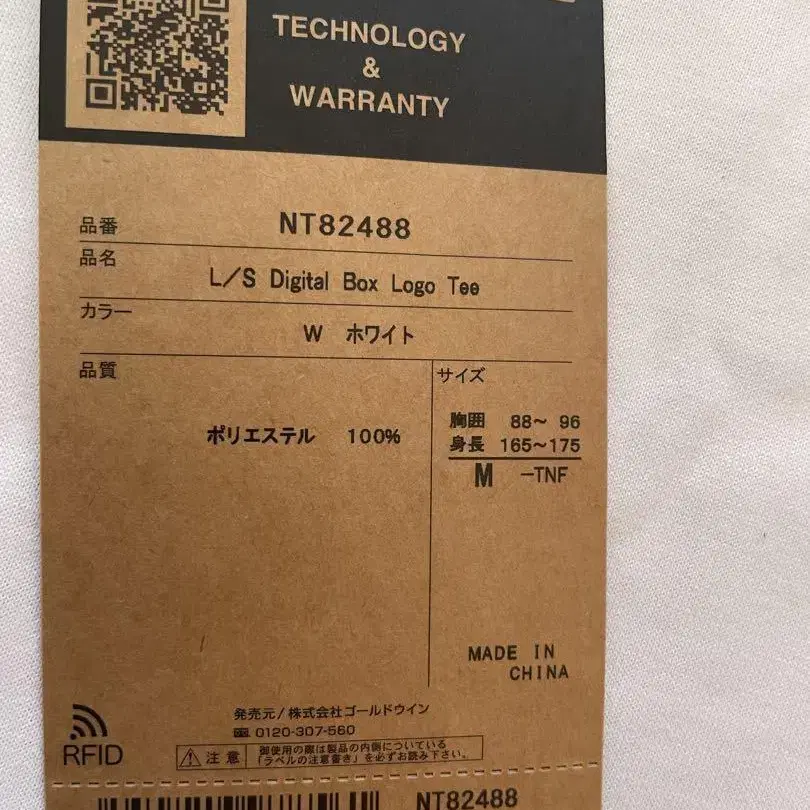 TECHNOLOGY
&
WARRANTY
品番 NT82488
品名
L/S Digital Box Logo Tee
カラー
W ホワイト
品質
ポリエステル 100%
サイズ
胸囲 88～ 96
身長 165～175
M -TNF
MADE IN
CHINA
発売元/株式会社ゴールドウイン
0120-307-560
RFID
注意
御使用の際は製品の内側についている
「ラベルの注意書き」を必ずお読み下さい。
NT82488